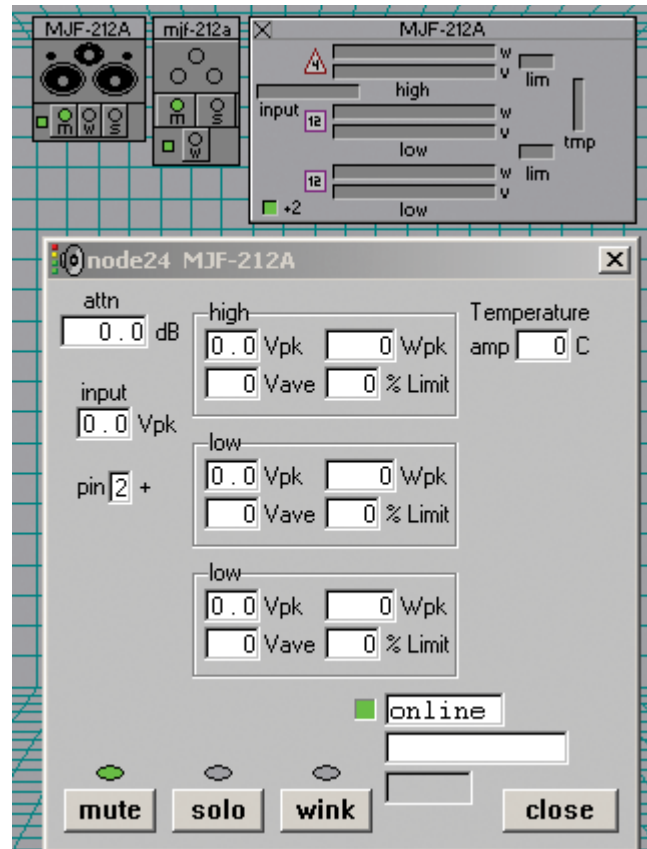 MJF-212A mjf-212a MJF-212A
m w s
m s
w
4 w
v lim
high
input 12 w
v tmp
low
12 w lim
v
+2 low
node24 MJF-212A
attn high Temperature
0.0 dB 0.0 Vpk 0 Wpk amp 0 C
0 Vave 0 % Limit
input
0.0 Vpk
low
pin 2 + 0.0 Vpk 0 Wpk
0 Vave 0 % Limit
low
0.0 Vpk 0 Wpk
0 Vave 0 % Limit
online
mute solo wink close